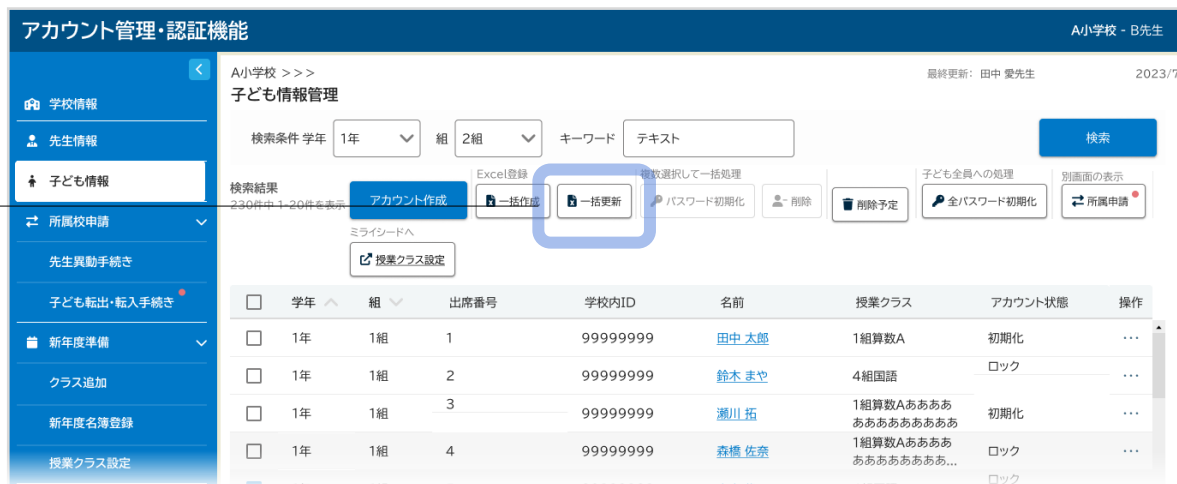 アカウント管理・認証機能
A小学校 - B先生
A小学校 >>>
最終更新: 田中 愛先生
2023/7
子ども情報管理
学校情報
先生情報
子ども情報
所属校申請
先生異動手続き
子ども転出・転入手続き
新年度準備
クラス追加
新年度名簿登録
授業クラス設定
検索条件 学年 1年 組 2組 キーワード テキスト 検索
検索結果
230件中 1-20件を表示
アカウント作成
Excel登録
一括作成
一括更新
複数選択して一括処理
パスワード初期化
削除
削除予定
子ども全員への処理
全パスワード初期化
別画面の表示
所属申請
ミライシードへ
授業クラス設定
学年 組 出席番号 学校内ID 名前 授業クラス アカウント状態 操作
1年 1組 1 99999999 田中 太郎 1組算数A 初期化 …
1年 1組 2 99999999 鈴木 まや 4組国語 ロック …
1年 1組 3 99999999 瀬川 拓 1組算数Aああああ 初期化 …
あああああああああ
1年 1組 4 99999999 森橋 佐奈 1組算数Aああああ ロック …
ああああああああ...
ロック